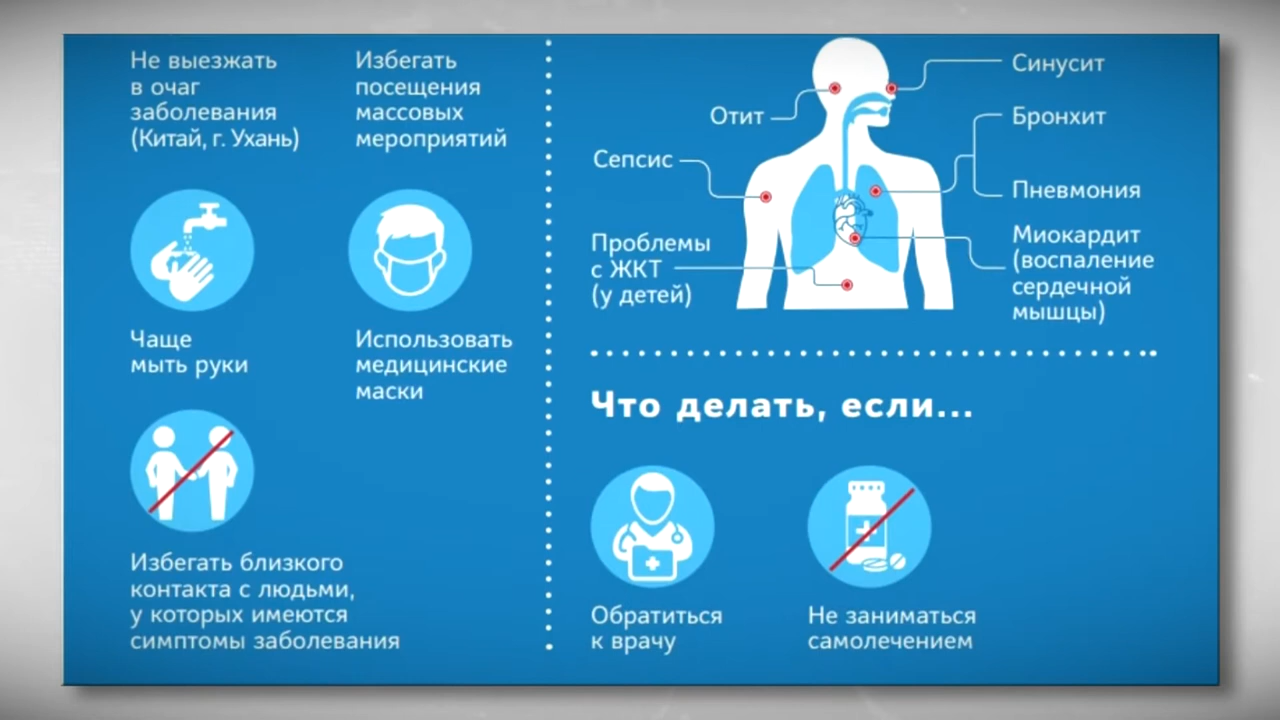 Не выезжать
в очаг
заболевания
(Китай, г. Ухань)
Избегать
посещения
массовых
мероприятий
Чаще
мыть руки
Использовать
медицинские
маски
Избегать близкого
контакта с людьми,
у которых имеются
симптомы заболевания
Отит
Сепсис
Проблемы
с ЖКТ
(у детей)
Синусит
Бронхит
Пневмония
Миокардит
(воспаление
сердечной
мышцы)
Что делать, если...
Обратиться
к врачу
Не заниматься
самолечением